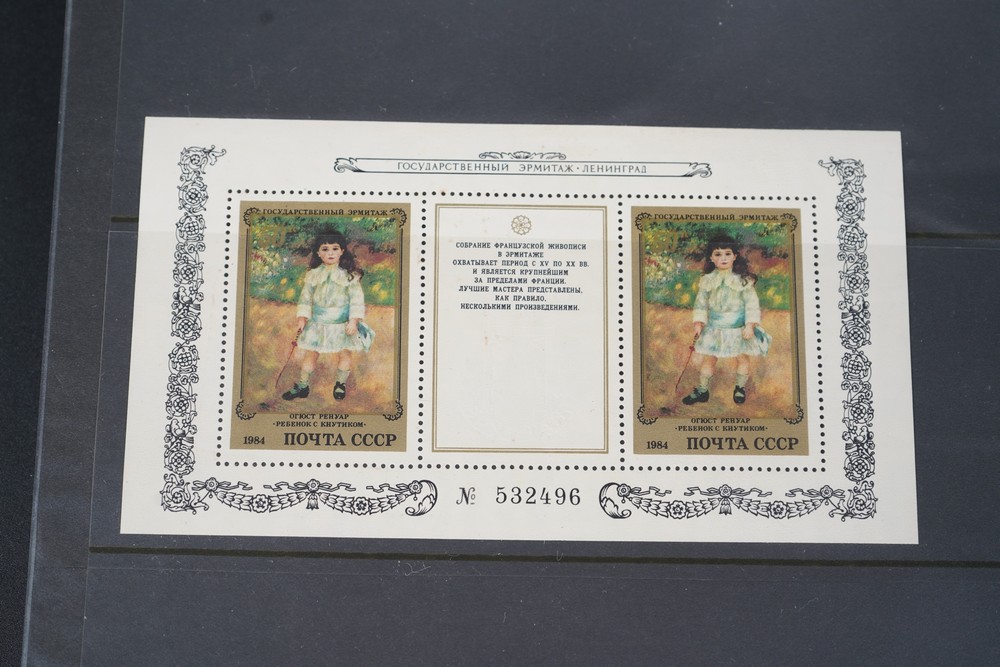 ГОСУДАРСТВЕННЫЙ ЭРМИТАЖ · ЛЕНИНГРАД
ГОСУДАРСТВЕННЫЙ ЭРМИТАЖ
ОГЮСТ РЕНУАР
·РЕБЕНОК С КНУТИКОМ·
1984 ПОЧТА СССР
СОБРАНИЕ ФРАНЦУЗСКОЙ ЖИВОПИСИ
В ЭРМИТАЖЕ
ОХВАТЫВАЕТ ПЕРИОД С XV ПО XX ВВ.
И ЯВЛЯЕТСЯ КРУПНЕЙШИМ
ЗА ПРЕДЕЛАМИ ФРАНЦИИ.
ЛУЧШИЕ МАСТЕРА ПРЕДСТАВЛЕНЫ,
КАК ПРАВИЛО,
НЕСКОЛЬКИМИ ПРОИЗВЕДЕНИЯМИ.
ГОСУДАРСТВЕННЫЙ ЭРМИТАЖ
ОГЮСТ РЕНУАР
·РЕБЕНОК С КНУТИКОМ·
1984 ПОЧТА СССР
№ 532496